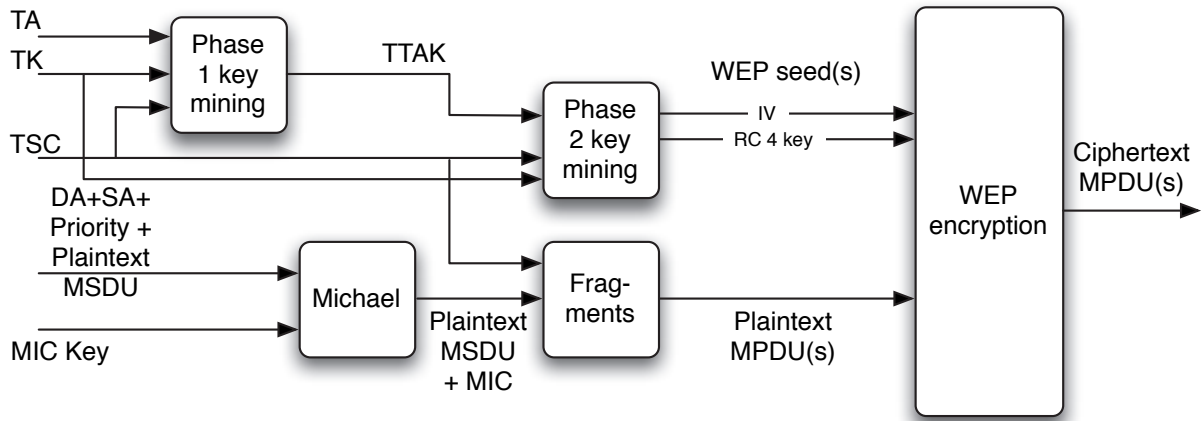 TA
TK
TSC
Phase
1 key
mining
TTAK
Phase
2 key
mining
WEP seed(s)
IV
RC 4 key
WEP
encryption
Ciphertext
MPDU(s)
DA+SA+
Priority +
Plaintext
MSDU
MIC Key
Michael
Plaintext
MSDU
+ MIC
Frag-
ments
Plaintext
MPDU(s)